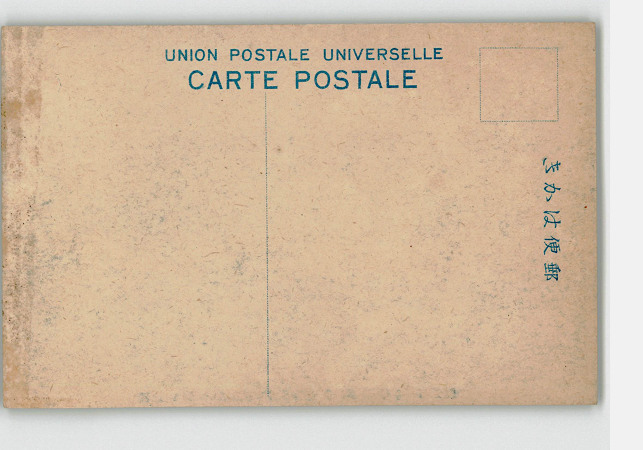 UNION POSTALE UNIVERSELLE
CARTE POSTALE
郵便はかき